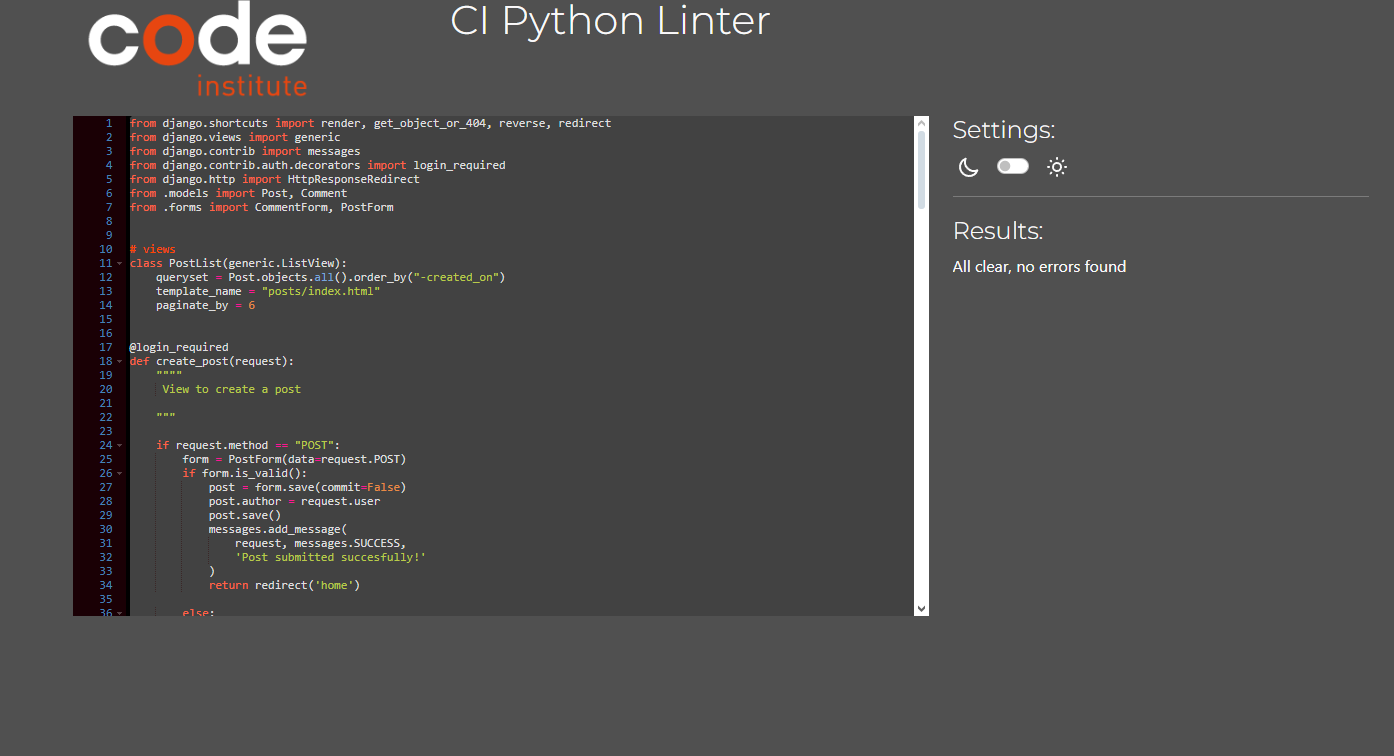 code
institute
CI Python Linter
1 from django.shortcuts import render, get_object_or_404, reverse, redirect
2 from django.views import generic
3 from django.contrib import messages
4 from django.contrib.auth.decorators import login_required
5 from django.http import HttpResponseRedirect
6 from .models import Post, Comment
7 from .forms import CommentForm, PostForm
8
9
10 # views
11 class PostList(generic.ListView):
12     queryset = Post.objects.all().order_by("-created_on")
13     template_name = "posts/index.html"
14     paginate_by = 6
15
16
17 @login_required
18 def create_post(request):
19     """"
20      View to create a post
21
22     """
23
24     if request.method == "POST":
25         form = PostForm(data=request.POST)
26         if form.is_valid():
27             post = form.save(commit=False)
28             post.author = request.user
29             post.save()
30             messages.add_message(
31                 request, messages.SUCCESS,
32                 'Post submitted succesfully!'
33             )
34             return redirect('home')
35
36         else:
Settings:
Results:
All clear, no errors found